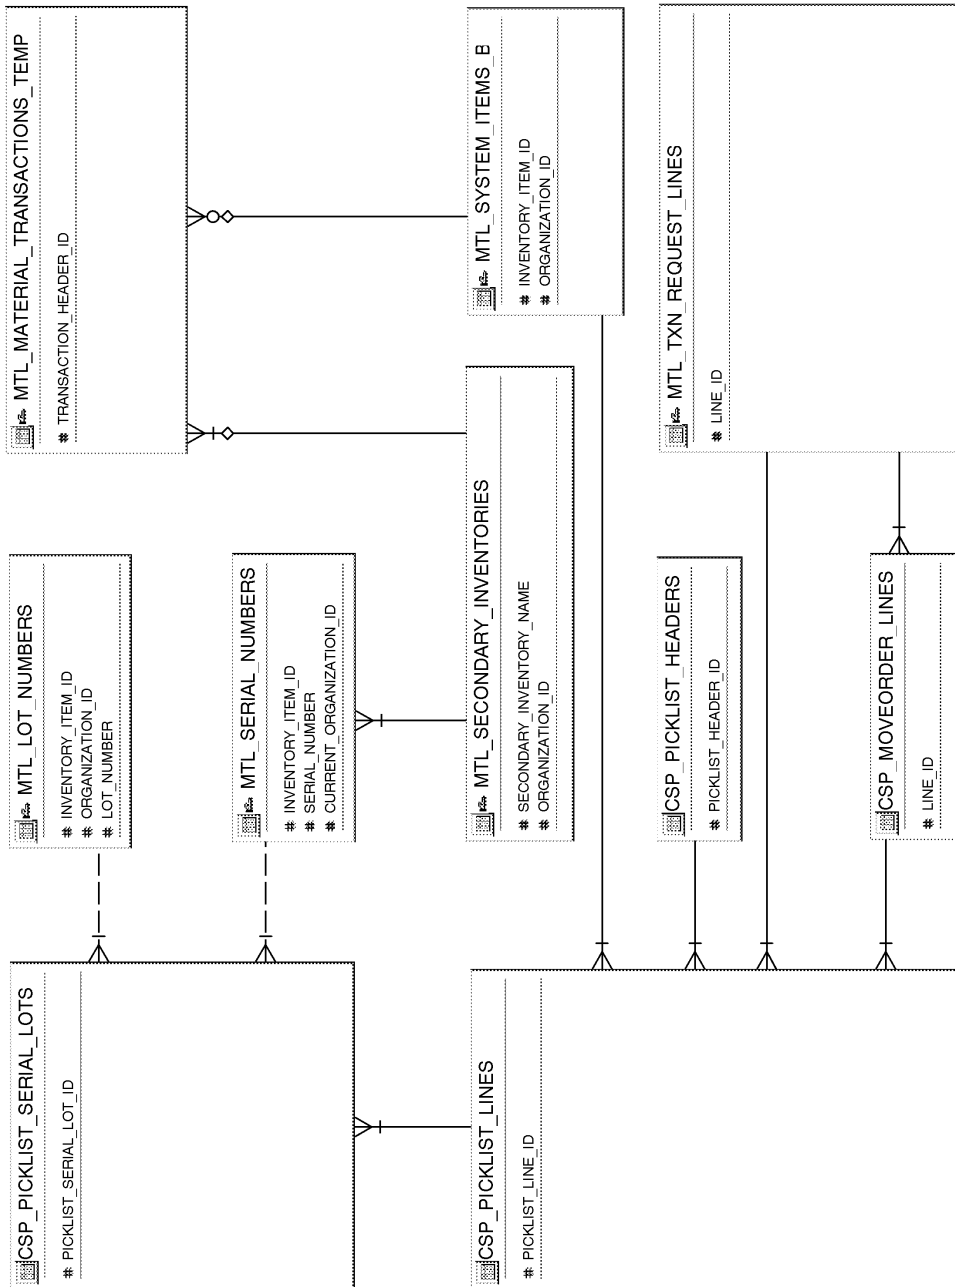 CSP_PICKLIST_SERIAL_LOTS
# PICKLIST_SERIAL_LOT_ID
MTL_LOT_NUMBERS
# INVENTORY_ITEM_ID
# ORGANIZATION_ID
# LOT_NUMBER
MTL_MATERIAL_TRANSACTIONS_TEMP
# TRANSACTION_HEADER_ID
MTL_SERIAL_NUMBERS
# INVENTORY_ITEM_ID
# SERIAL_NUMBER
# CURRENT_ORGANIZATION_ID
CSP_PICKLIST_LINES
# PICKLIST_LINE_ID
MTL_SECONDARY_INVENTORIES
# SECONDARY_INVENTORY_NAME
# ORGANIZATION_ID
MTL_SYSTEM_ITEMS_B
# INVENTORY_ITEM_ID
# ORGANIZATION_ID
CSP_PICKLIST_HEADERS
# PICKLIST_HEADER_ID
MTL_TXN_REQUEST_LINES
# LINE_ID
CSP_MOVEORDER_LINES
# LINE_ID